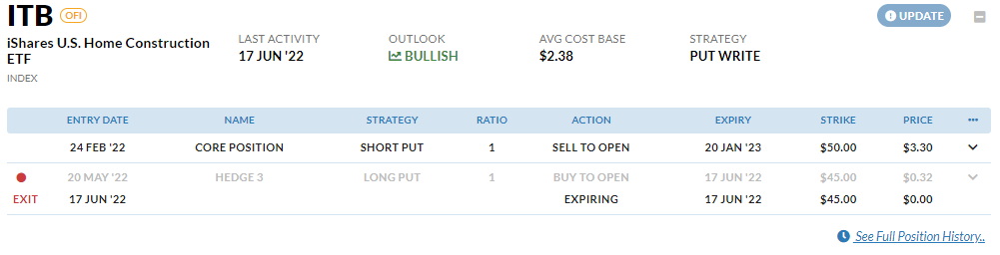 ITB OFI
UPDATE
iShares U.S. Home Construction
ETF
INDEX
LAST ACTIVITY
17 JUN '22
OUTLOOK
BULLISH
AVG COST BASE
$2.38
STRATEGY
PUT WRITE
ENTRY DATE NAME STRATEGY RATIO ACTION EXPIRY STRIKE PRICE
24 FEB '22 CORE POSITION SHORT PUT 1 SELL TO OPEN 20 JAN '23 $50.00 $3.30
20 MAY '22 HEDGE 3 LONG PUT 1 BUY TO OPEN 17 JUN '22 $45.00 $0.32
EXIT 17 JUN '22 EXPIRING 17 JUN '22 $45.00 $0.00
See Full Position History..